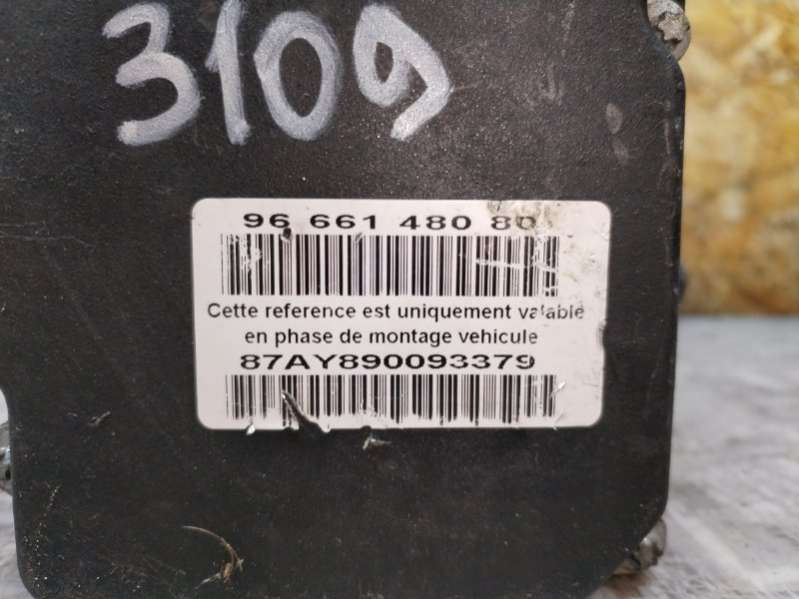 3109
96 661 480 80
Cette reference est uniquement valable
en phase de montage vehicule
87AY890093379